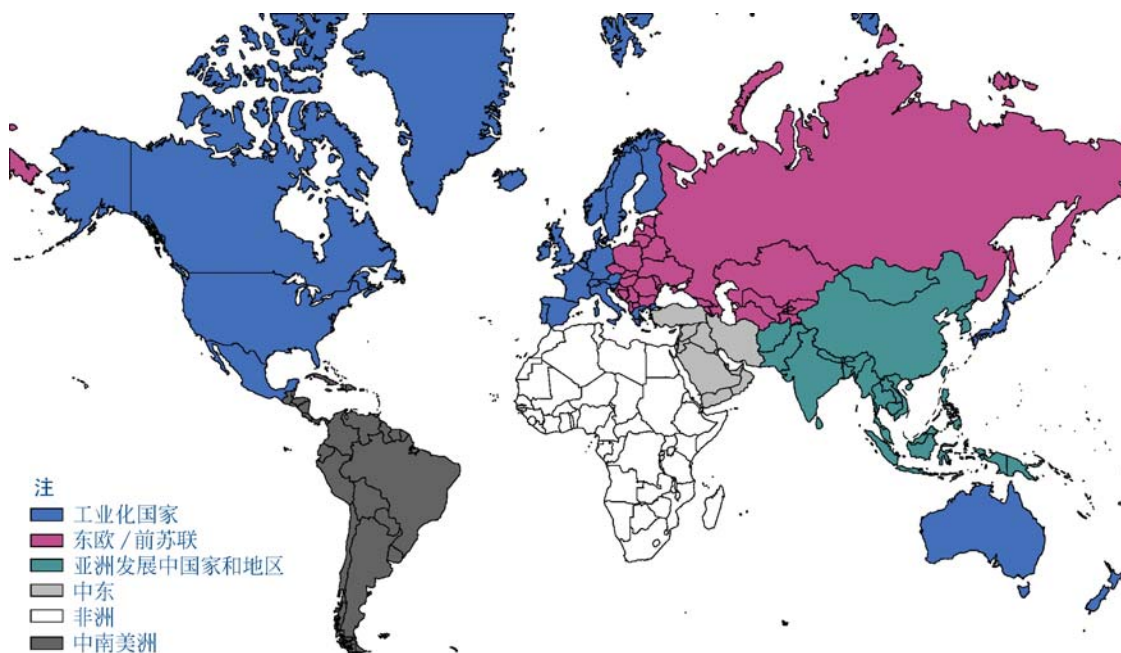 注
工业化国家
东欧/前苏联
亚洲发展中国家和地区
中东
非洲
中南美洲